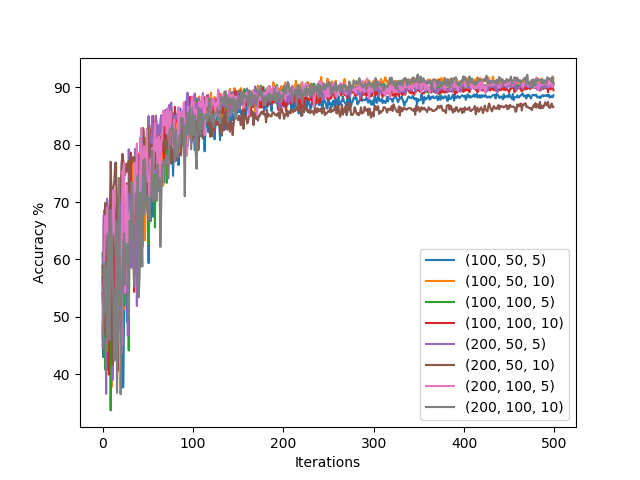 90
80
70
60
50
40
Accuracy %
0 100 200 300 400 500
Iterations
(100, 50, 5)
(100, 50, 10)
(100, 100, 5)
(100, 100, 10)
(200, 50, 5)
(200, 50, 10)
(200, 100, 5)
(200, 100, 10)